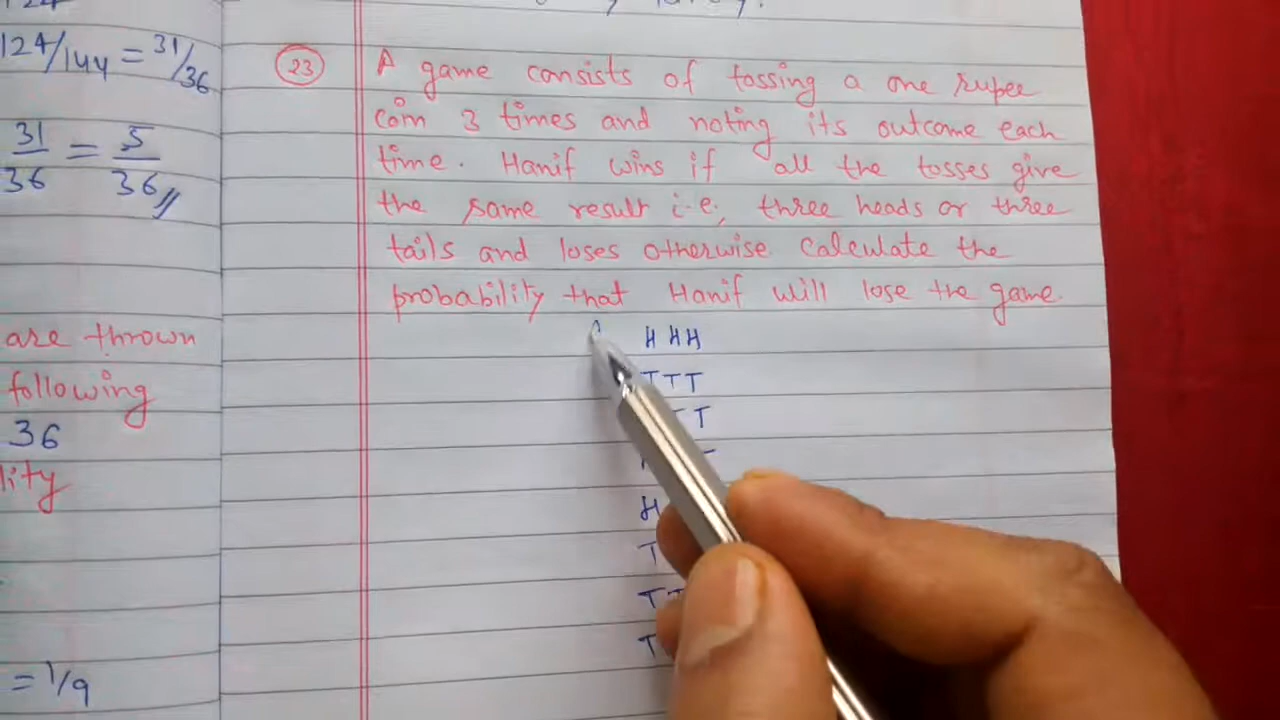 124/144 = 31/36
31/36 = 5/36
are thrown
following
36
lity
= 1/9
23
A game consists of tossing a one rupee
coin 3 times and noting its outcome each
time. Hanif wins if all the tosses give
the same result i.e, three heads or three
tails and loses otherwise. Calculate the
probability that Hanif will lose the game.
H H H
T T T
T T
H
T
T T
T